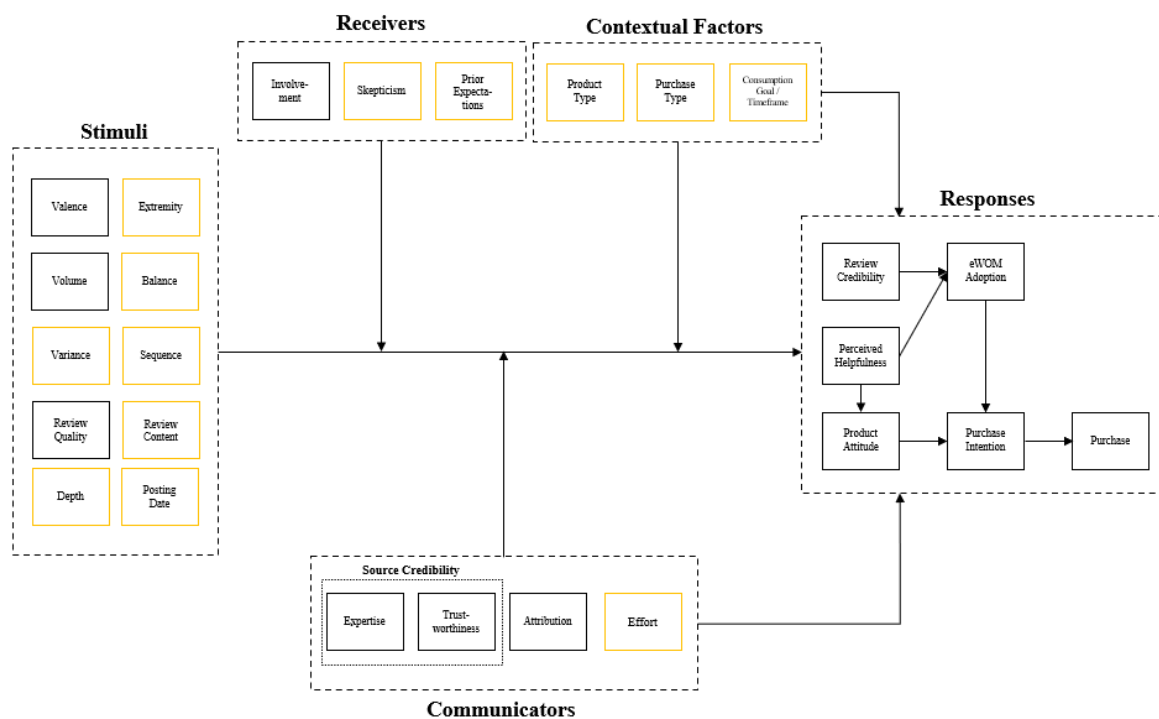 Receivers
Involve-
ment
Skepticism
Prior
Expecta-
tions
Contextual Factors
Product
Type
Purchase
Type
Consumption
Goal /
Timeframe
Stimuli
Valence
Extremity
Volume
Balance
Variance
Sequence
Review
Quality
Review
Content
Depth
Posting
Date
Responses
Review
Credibility
eWOM
Adoption
Perceived
Helpfulness
Product
Attitude
Purchase
Intention
Purchase
Source Credibility
Expertise
Trust-
worthiness
Attribution
Effort
Communicators